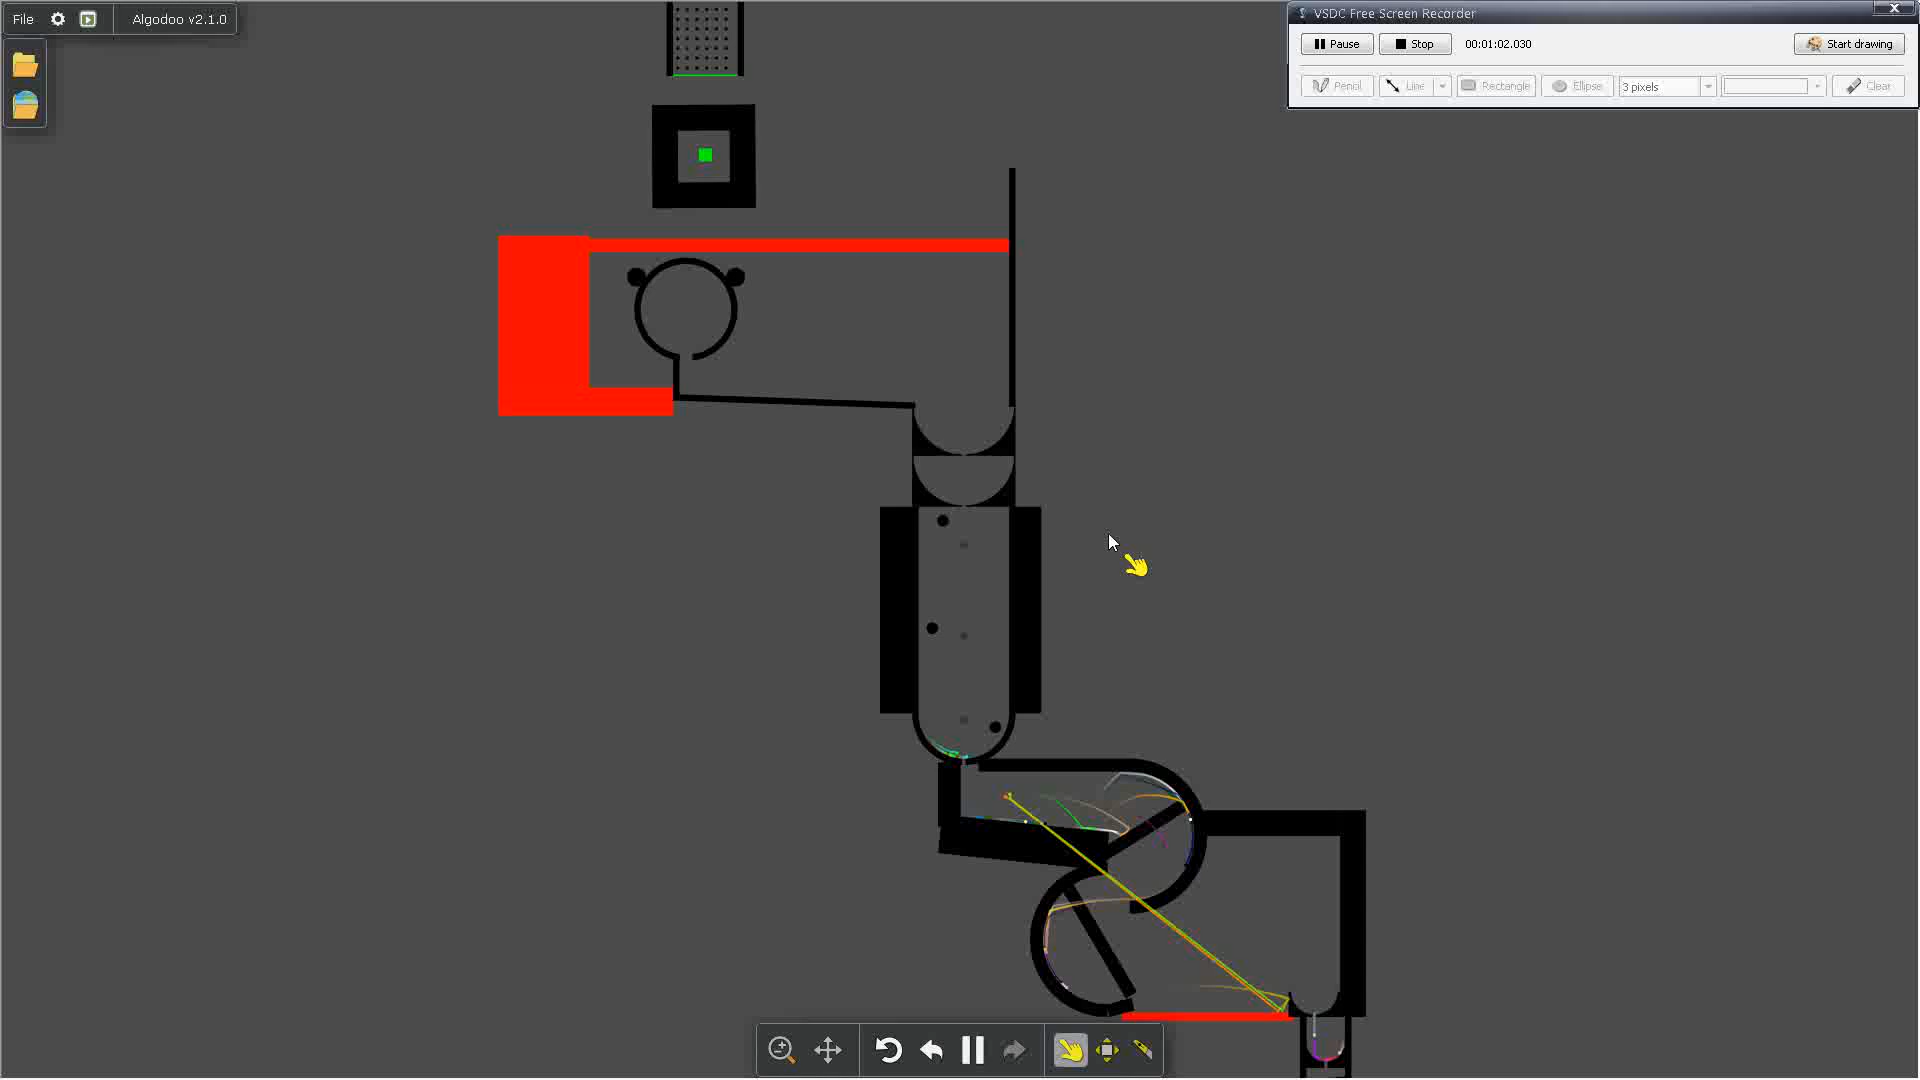 File Algodoo v2.1.0
VSDC Free Screen Recorder
Pause Stop 00:01:02.030 Start drawing
Pencil Line Rectangle Ellipse 3 pixels Clear